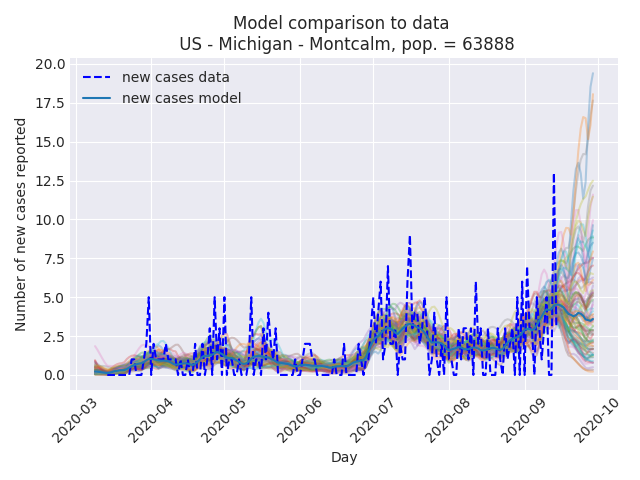 Model comparison to data
US - Michigan - Montcalm, pop. = 63888
20.0
17.5
15.0
12.5
10.0
7.5
5.0
2.5
0.0
Number of new cases reported
new cases data
new cases model
2020-03
2020-04
2020-05
2020-06
2020-07
2020-08
2020-09
2020-10
Day